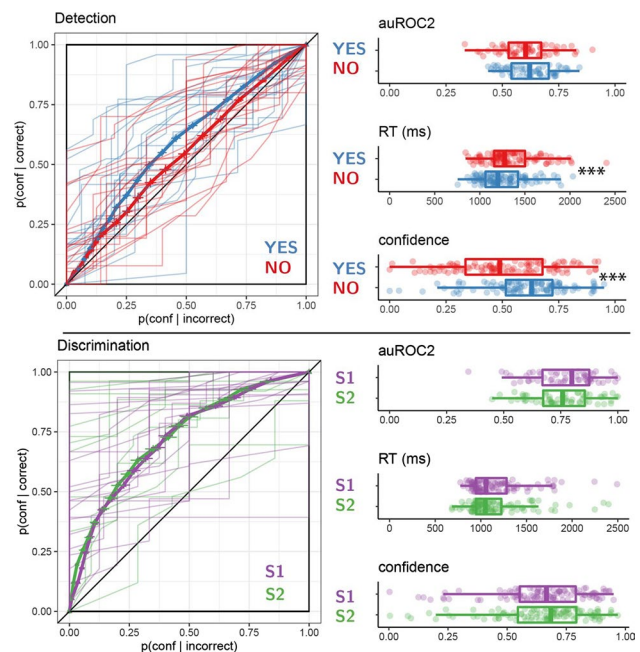 Detection
1.00
0.75
0.50
0.25
0.00
p(conf | correct)
0.00 0.25 0.50 0.75 1.00
p(conf | incorrect)
YES
NO
auROC2
YES
NO
0.00 0.25 0.50 0.75 1.00
RT (ms)
YES
NO
***
0 500 1000 1500 2000 2500
confidence
YES
NO
***
0.00 0.25 0.50 0.75 1.00
Discrimination
1.00
0.75
0.50
0.25
0.00
p(conf | correct)
0.00 0.25 0.50 0.75 1.00
p(conf | incorrect)
S1
S2
auROC2
S1
S2
0.00 0.25 0.50 0.75 1.00
RT (ms)
S1
S2
0 500 1000 1500 2000 2500
confidence
S1
S2
0.00 0.25 0.50 0.75 1.00